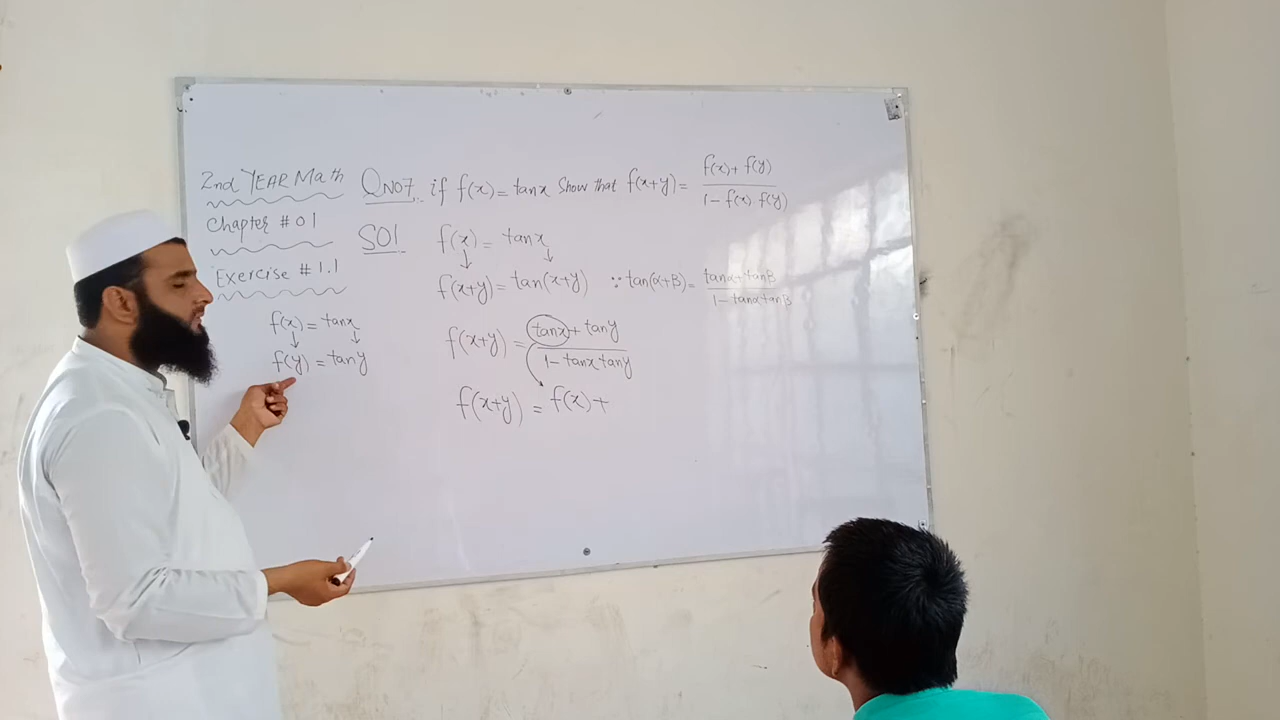 2nd YEAR Math
Chapter # 01
Exercise # 1.1
f(x) = tanx
f(y) = tany
Q NO7. if f(x) = tanx Show that f(x+y) = f(x) + f(y) / 1 - f(x) . f(y)
SOl
f(x) = tanx
f(x+y) = tan(x+y) ∵ tan(α+β) = tanα + tanβ / 1 - tanα tanβ
f(x+y) = tanx + tany / 1 - tanx tany
f(x+y) = f(x) +